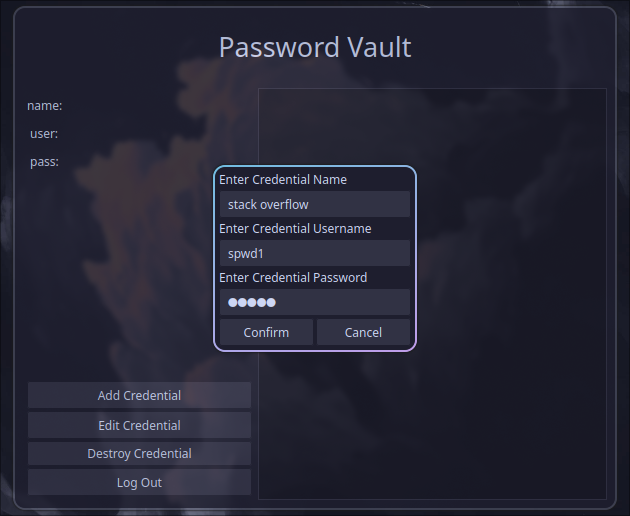 Password Vault
name:
user:
pass:
Enter Credential Name
stack overflow
Enter Credential Username
spwd1
Enter Credential Password
●●●●●
Confirm Cancel
Add Credential
Edit Credential
Destroy Credential
Log Out